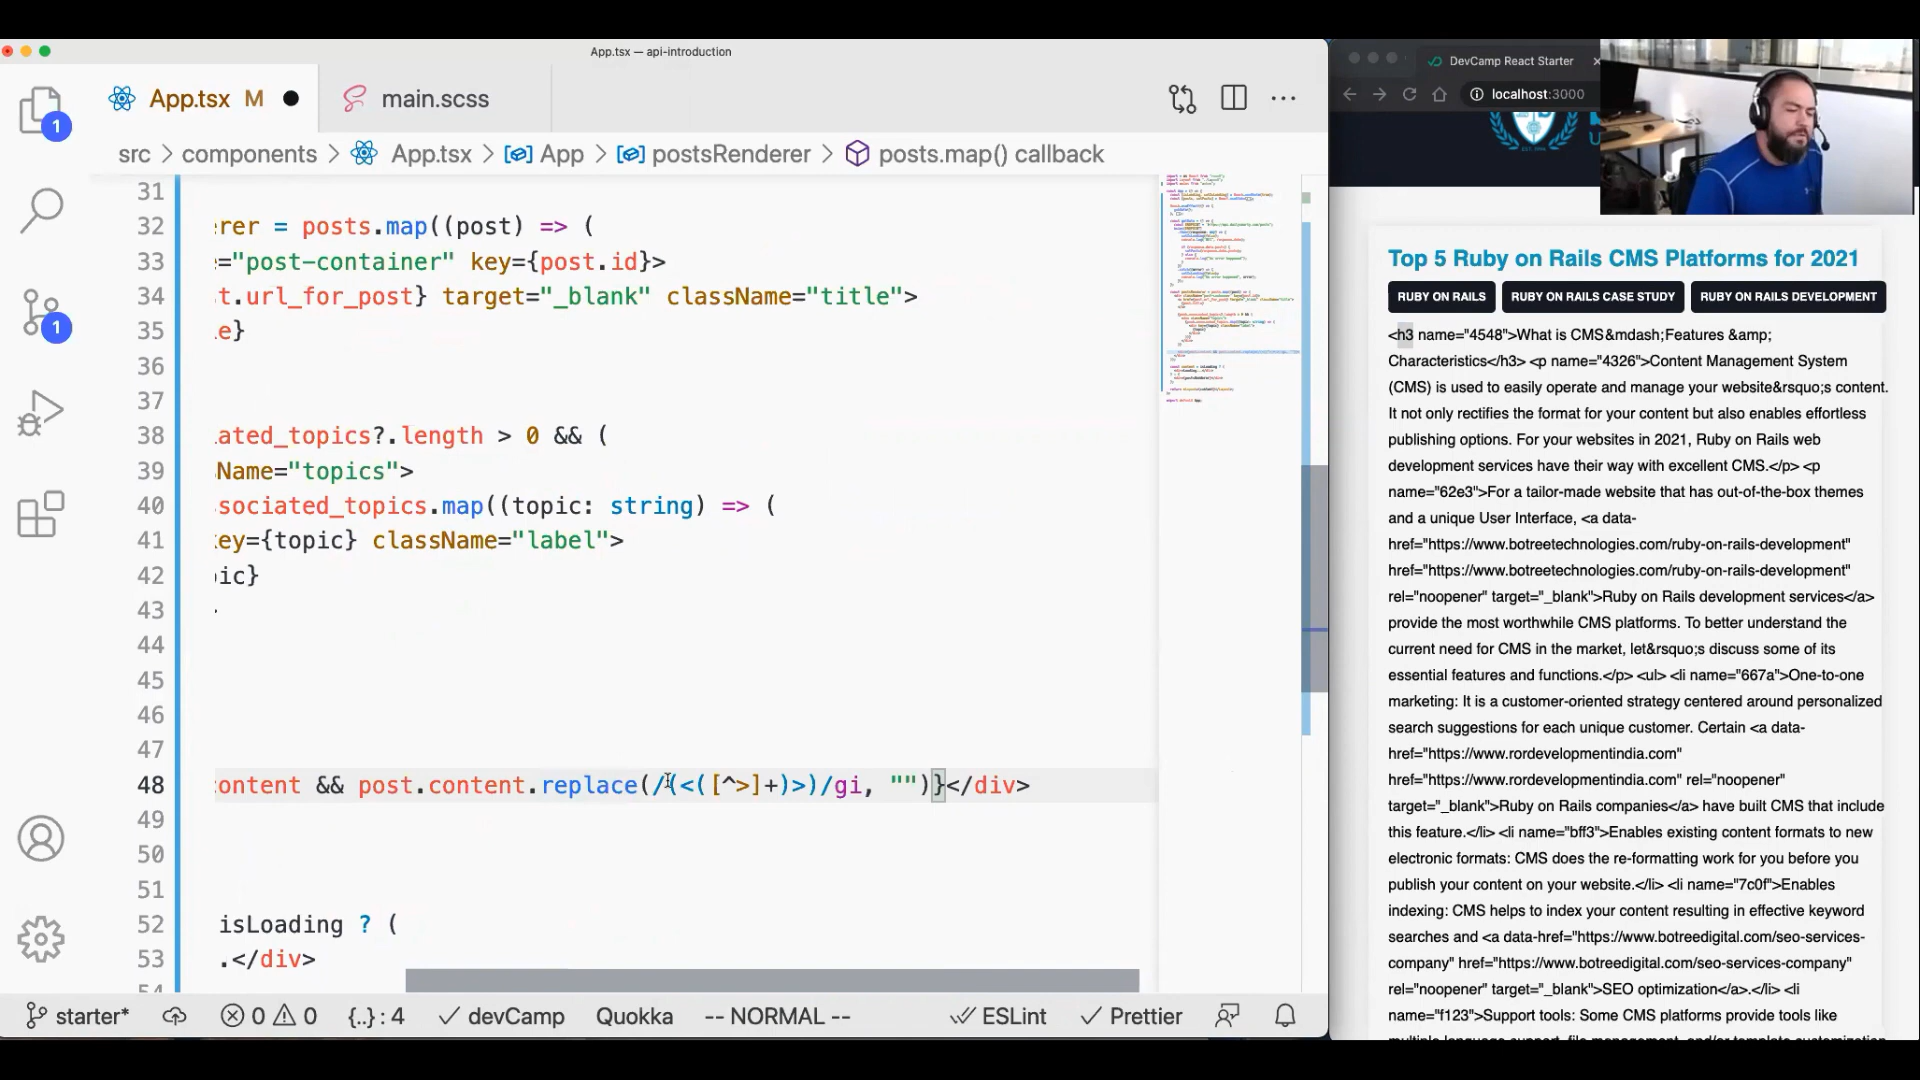 App.tsx — api-introduction
App.tsx M
main.scss
src > components > App.tsx > App > postsRenderer > posts.map() callback
1
1
31
32 rer = posts.map((post) => (
33 ="post-container" key={post.id}>
34 t.url_for_post} target="_blank" className="title">
35 e}
36
37
38 ated_topics?.length > 0 && (
39 Name="topics">
40 sociated_topics.map((topic: string) => (
41 ey={topic} className="label">
42 ic}
43
44
45
46
47
48 ontent && post.content.replace(/(<([^>]+)>)/gi, "")}</div>
49
50
51
52 isLoading ? (
53 .</div>
54
starter* 0 0 {..} : 4 devCamp Quokka -- NORMAL -- ESLint Prettier
DevCamp React Starter
localhost:3000
Top 5 Ruby on Rails CMS Platforms for 2021
RUBY ON RAILS RUBY ON RAILS CASE STUDY RUBY ON RAILS DEVELOPMENT
<h3 name="4548">What is CMS&mdash;Features &amp;
Characteristics</h3> <p name="4326">Content Management System
(CMS) is used to easily operate and manage your website&rsquo;s content.
It not only rectifies the format for your content but also enables effortless
publishing options. For your websites in 2021, Ruby on Rails web
development services have their way with excellent CMS.</p> <p
name="62e3">For a tailor-made website that has out-of-the-box themes
and a unique User Interface, <a data-
href="https://www.botreetechnologies.com/ruby-on-rails-development"
href="https://www.botreetechnologies.com/ruby-on-rails-development"
rel="noopener" target="_blank">Ruby on Rails development services</a>
provide the most worthwhile CMS platforms. To better understand the
current need for CMS in the market, let&rsquo;s discuss some of its
essential features and functions.</p> <ul> <li name="667a">One-to-one
marketing: It is a customer-oriented strategy centered around personalized
search suggestions for each unique customer. Certain <a data-
href="https://www.rordevelopmentindia.com"
href="https://www.rordevelopmentindia.com" rel="noopener"
target="_blank">Ruby on Rails companies</a> have built CMS that include
this feature.</li> <li name="bff3">Enables existing content formats to new
electronic formats: CMS does the re-formatting work for you before you
publish your content on your website.</li> <li name="7c0f">Enables
indexing: CMS helps to index your content resulting in effective keyword
searches and <a data-href="https://www.botreedigital.com/seo-services-
company" href="https://www.botreedigital.com/seo-services-company"
rel="noopener" target="_blank">SEO optimization</a>.</li> <li
name="f123">Support tools: Some CMS platforms provide tools like